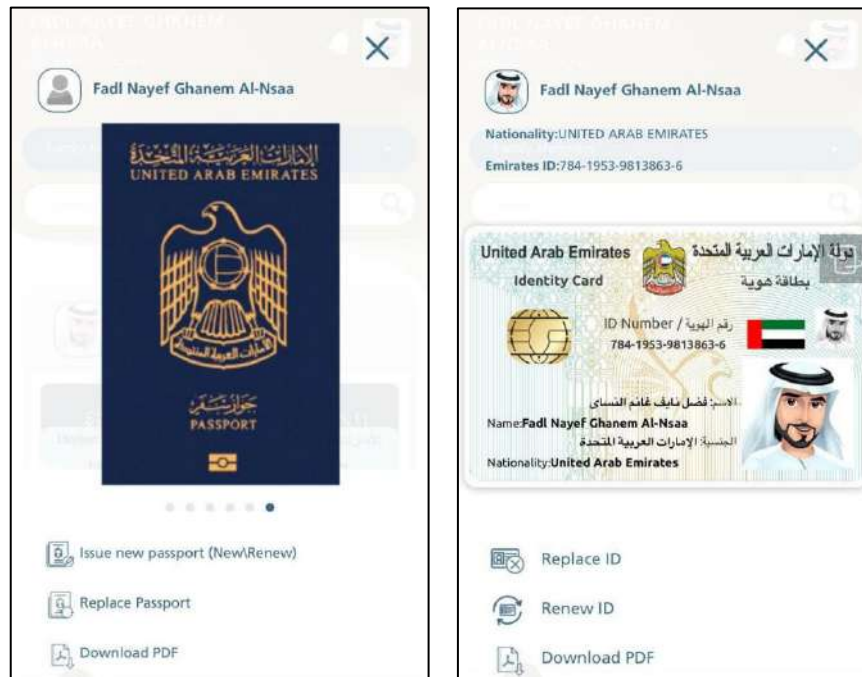 Fadl Nayef Ghanem Al-Nsaa
الإمارات العربية المتحدة
UNITED ARAB EMIRATES
الإمارات العربية المتحدة
جواز سفر
PASSPORT
Issue new passport (New\Renew)
Replace Passport
Download PDF
Fadl Nayef Ghanem Al-Nsaa
Nationality:UNITED ARAB EMIRATES
Emirates ID:784-1953-9813863-6
United Arab Emirates دولة الإمارات العربية المتحدة
Identity Card بطاقة هوية
ID Number / رقم الهوية
784-1953-9813863-6
الاسم: فضل نايف غانم النساى
Name:Fadl Nayef Ghanem Al-Nsaa
الجنسية: الإمارات العربية المتحدة
Nationality:United Arab Emirates
Replace ID
Renew ID
Download PDF